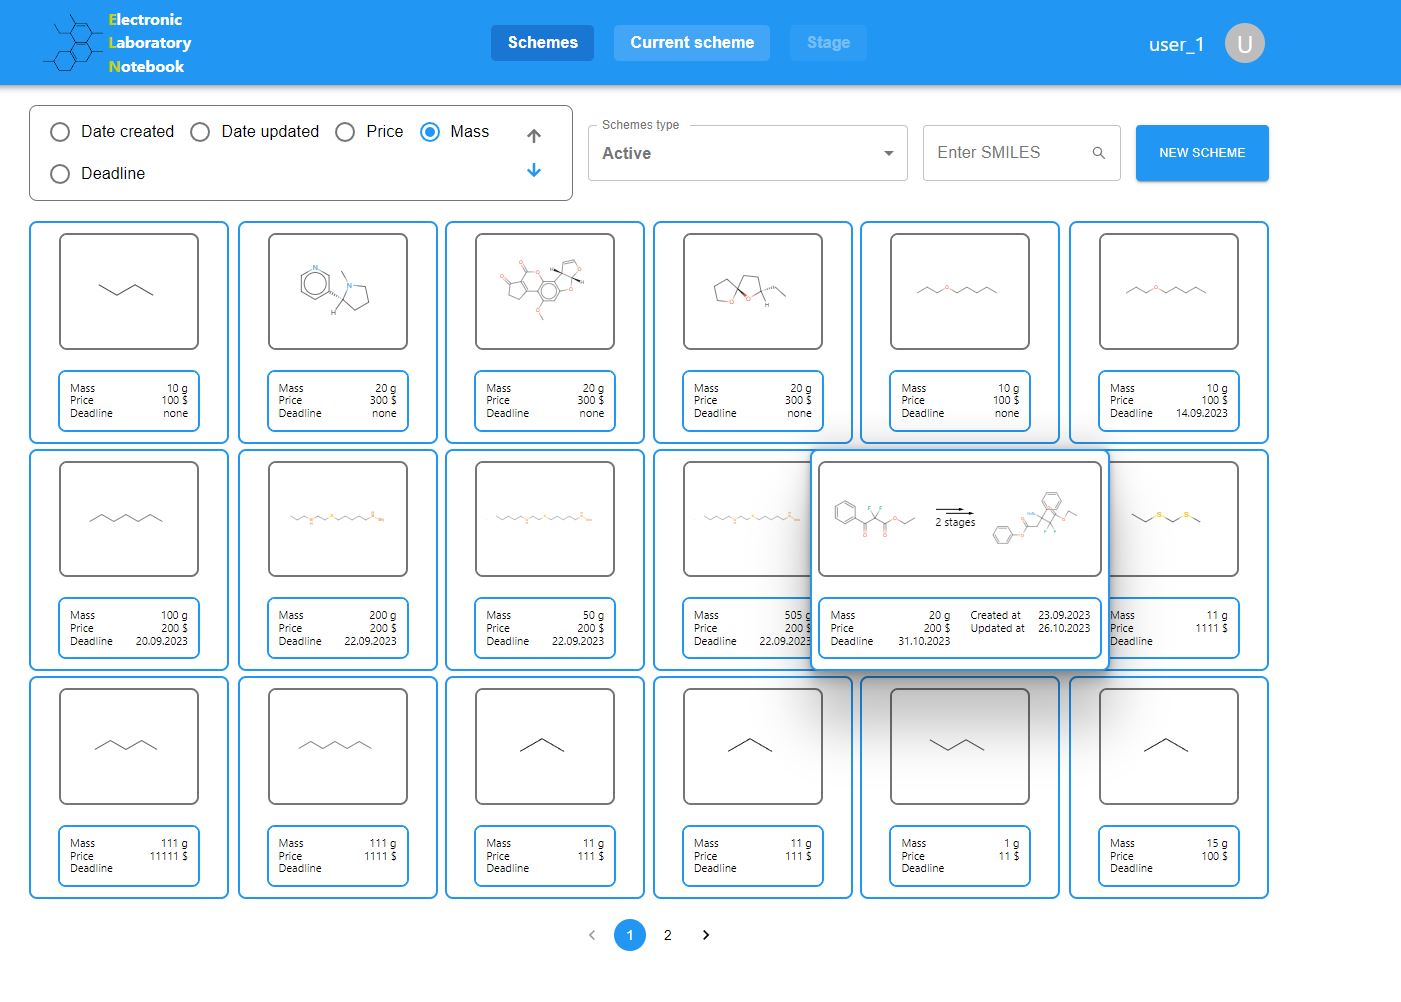 Electronic
Laboratory
Notebook
Schemes
Current scheme
Stage
user_1
U
Date created
Date updated
Price
Mass
Deadline
Schemes type
Active
Enter SMILES
NEW SCHEME
Mass 10 g
Price 100 $
Deadline none
Mass 20 g
Price 300 $
Deadline none
Mass 20 g
Price 300 $
Deadline none
Mass 20 g
Price 300 $
Deadline none
Mass 10 g
Price 100 $
Deadline none
Mass 10 g
Price 100 $
Deadline 14.09.2023
Mass 100 g
Price 200 $
Deadline 20.09.2023
Mass 200 g
Price 200 $
Deadline 22.09.2023
Mass 50 g
Price 200 $
Deadline 22.09.2023
Mass 505 g
Price 200 $
Deadline 22.09.2023
2 stages
Mass 20 g Created at 23.09.2023
Price 200 $ Updated at 26.10.2023
Deadline 31.10.2023
Mass 11 g
Price 1111 $
Deadline
Mass 111 g
Price 11111 $
Deadline
Mass 111 g
Price 1111 $
Deadline
Mass 11 g
Price 111 $
Deadline
Mass 11 g
Price 111 $
Deadline
Mass 1 g
Price 11 $
Deadline
Mass 15 g
Price 100 $
Deadline
1 2